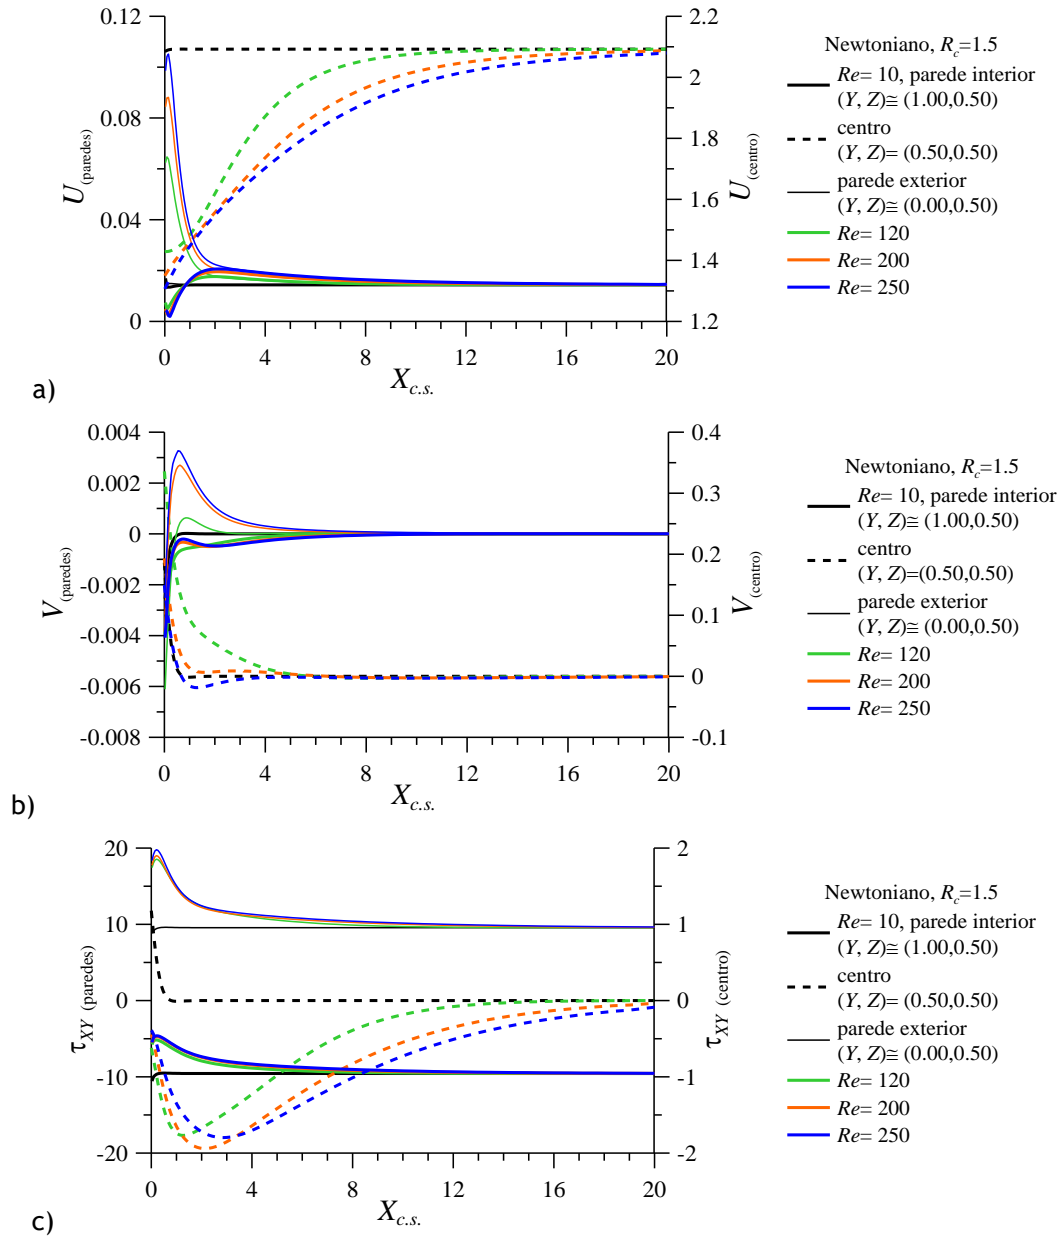 0.12
0.08
0.04
0
U(paredes)
2.2
2
1.8
1.6
1.4
1.2
U(centro)
0 4 8 12 16 20
Xc.s.
Newtoniano, Rc=1.5
Re= 10, parede interior
(Y, Z)≅ (1.00,0.50)
centro
(Y, Z)= (0.50,0.50)
parede exterior
(Y, Z)≅ (0.00,0.50)
Re= 120
Re= 200
Re= 250
a)
0.004
0.002
0
-0.002
-0.004
-0.006
-0.008
V(paredes)
0.4
0.3
0.2
0.1
0
-0.1
V(centro)
0 4 8 12 16 20
Xc.s.
Newtoniano, Rc=1.5
Re= 10, parede interior
(Y, Z)≅ (1.00,0.50)
centro
(Y, Z)=(0.50,0.50)
parede exterior
(Y, Z)≅ (0.00,0.50)
Re= 120
Re= 200
Re= 250
b)
20
10
0
-10
-20
τXY (paredes)
2
1
0
-1
-2
τXY (centro)
0 4 8 12 16 20
Xc.s.
Newtoniano, Rc=1.5
Re= 10, parede interior
(Y, Z)≅ (1.00,0.50)
centro
(Y, Z)= (0.50,0.50)
parede exterior
(Y, Z)≅ (0.00,0.50)
Re= 120
Re= 200
Re= 250
c)